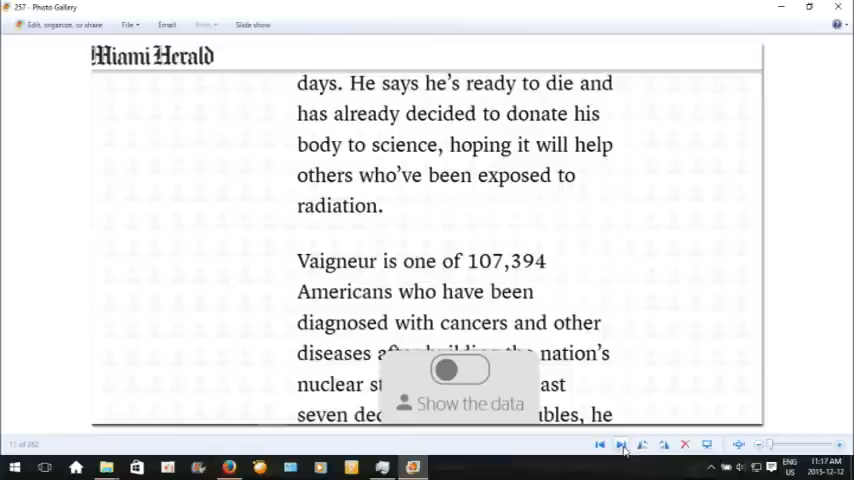 257 - Photo Gallery
Edit, organize, or share File Email Print Slide show
Miami Herald
days. He says he's ready to die and
has already decided to donate his
body to science, hoping it will help
others who've been exposed to
radiation.
Vaigneur is one of 107,394
Americans who have been
diagnosed with cancers and other
diseases after building the nation's
nuclear st ast
seven dec ables, he
Show the data
11 of 262
ENG 11:17 AM
US 2015-12-12